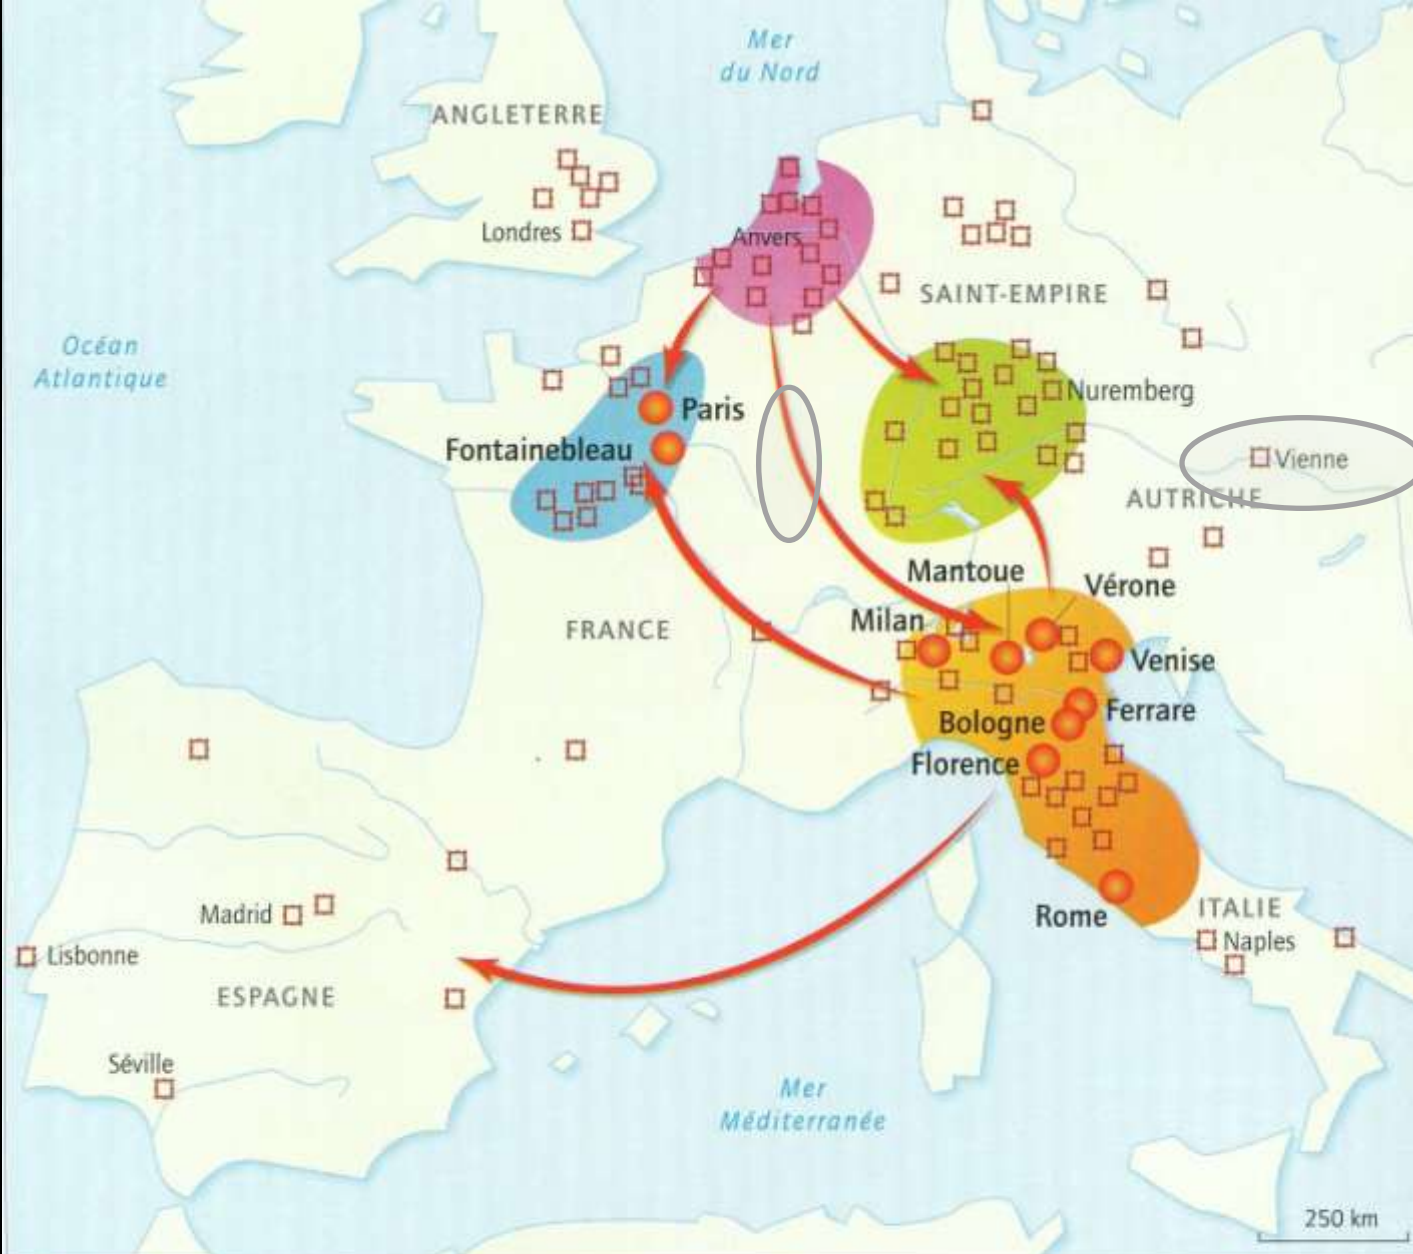 Mer
du Nord
ANGLETERRE
Londres
Anvers
SAINT-EMPIRE
Océan
Atlantique
Nuremberg
Paris
Fontainebleau
Vienne
AUTRICHE
Mantoue
Vérone
Milan
FRANCE
Venise
Ferrare
Bologne
Florence
Madrid
Rome
ITALIE
Naples
Lisbonne
ESPAGNE
Séville
Mer
Méditerranée
250 km